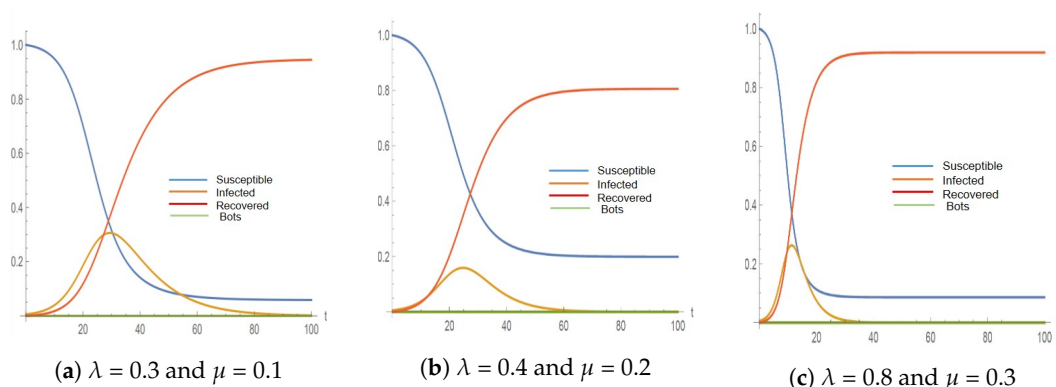 1.0
0.8
0.6
0.4
0.2
20
40
60
80
100
t
Susceptible
Infected
Recovered
Bots
(a) λ = 0.3 and μ = 0.1
1.0
0.8
0.6
0.4
0.2
20
40
60
80
100
t
Susceptible
Infected
Recovered
Bots
(b) λ = 0.4 and μ = 0.2
1.0
0.8
0.6
0.4
0.2
20
40
60
80
100
t
Susceptible
Infected
Recovered
Bots
(c) λ = 0.8 and μ = 0.3